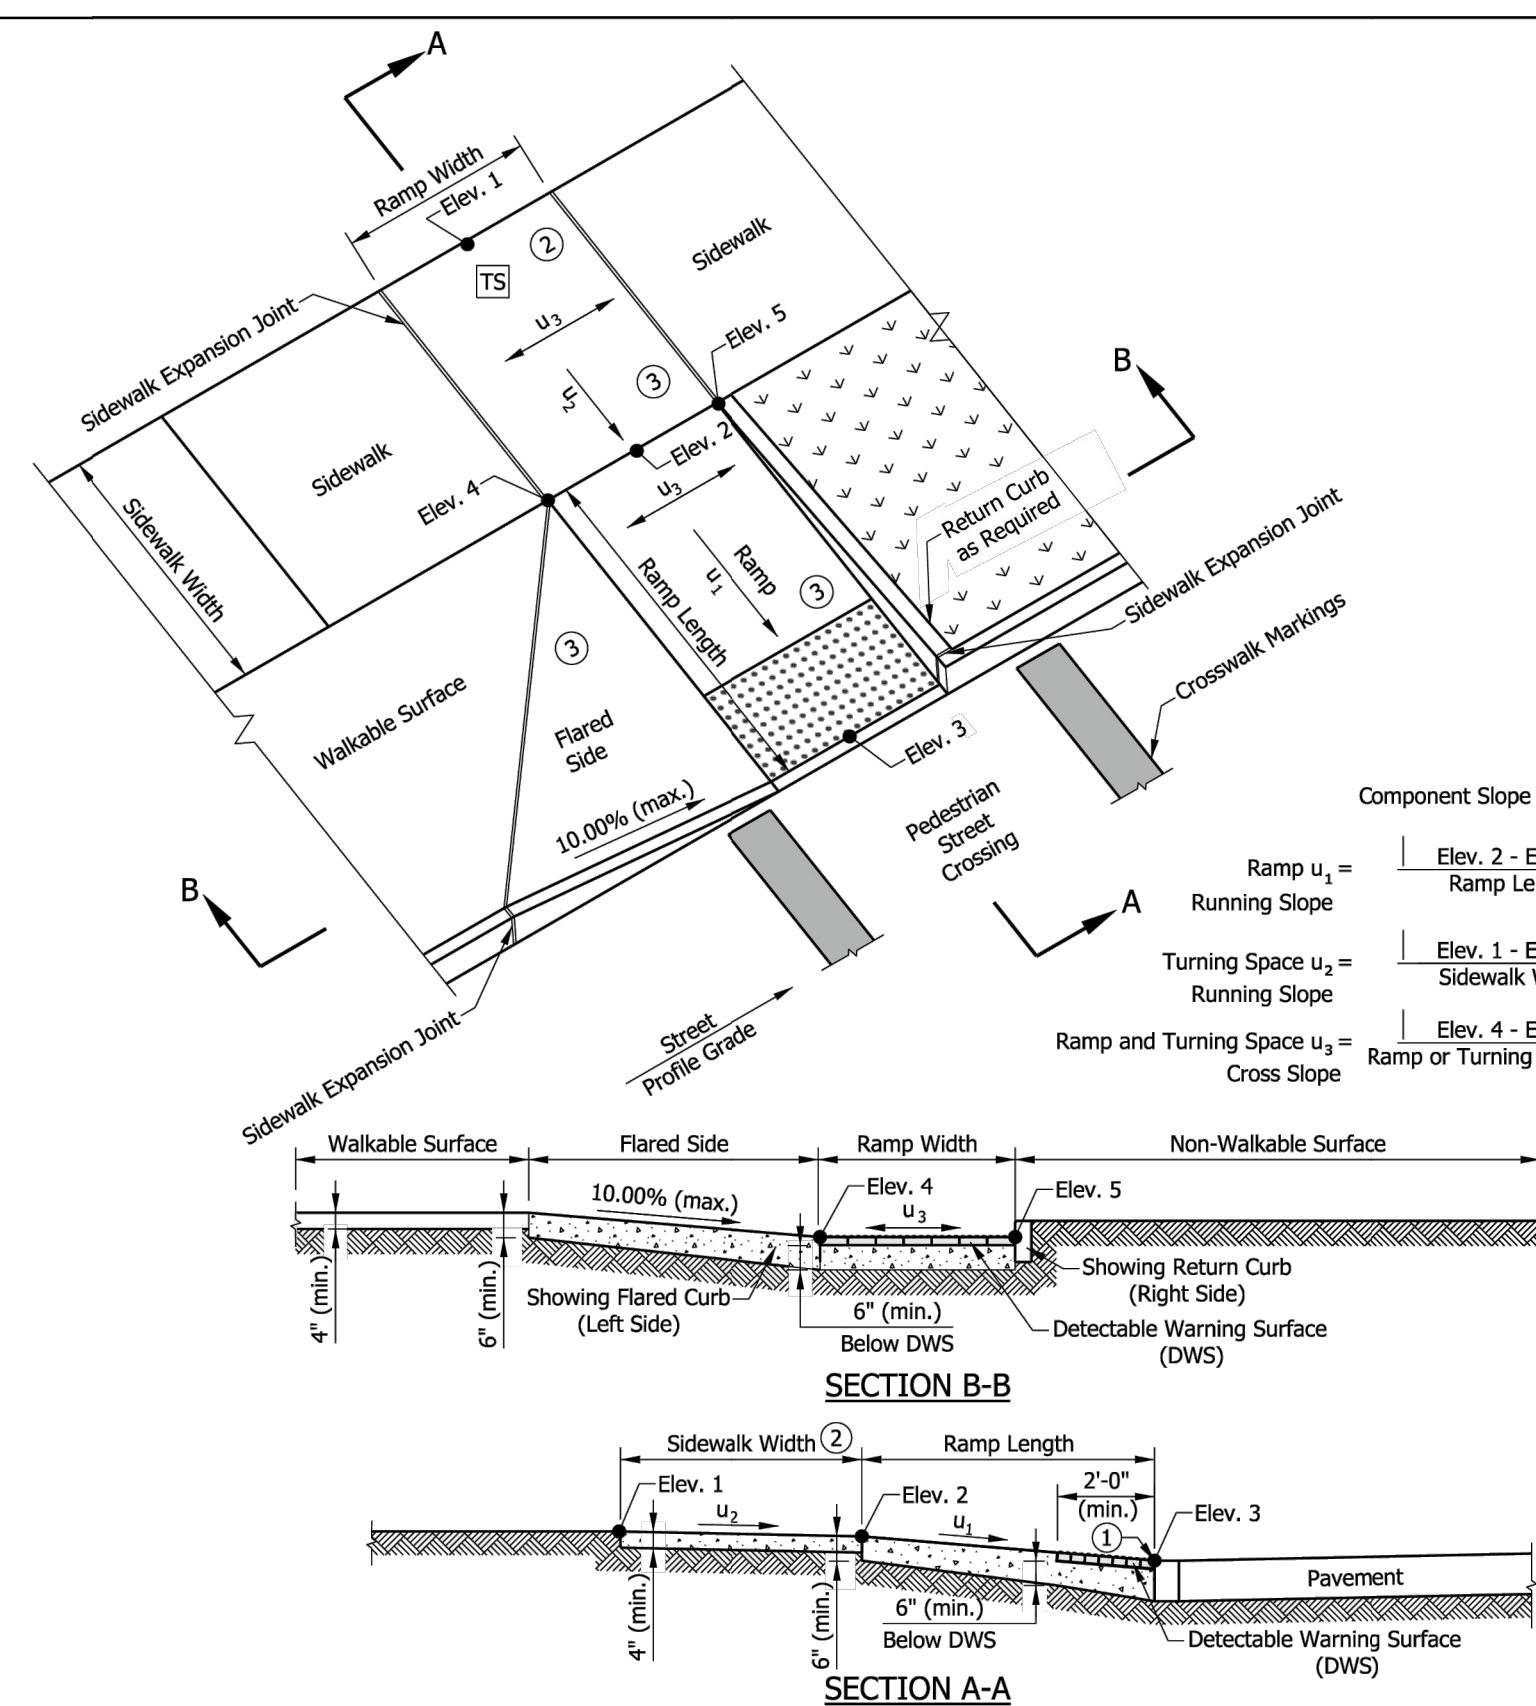 A
Ramp Width
Elev. 1
2
TS
Sidewalk
u3
Sidewalk Expansion Joint
Elev. 5
3
u2
B
Elev. 2
Sidewalk
u3
Elev. 4
Return Curb
as Required
Sidewalk Width
Ramp
u1
Ramp Length
3
Sidewalk Expansion Joint
3
Crosswalk Markings
Walkable Surface
Flared
Side
Elev. 3
10.00% (max.)
Pedestrian
Street
Crossing
B
A
Street
Profile Grade
Sidewalk Expansion Joint
Component Slope
Ramp u1 =
Running Slope
| Elev. 2 - E
Ramp Le
Turning Space u2 =
Running Slope
| Elev. 1 - E
Sidewalk
Ramp and Turning Space u3 =
Cross Slope
| Elev. 4 - E
Ramp or Turning
Walkable Surface
Flared Side
Ramp Width
Non-Walkable Surface
10.00% (max.)
Elev. 4
u3
Elev. 5
4" (min.)
6" (min.)
Showing Flared Curb
(Left Side)
6" (min.)
Below DWS
Showing Return Curb
(Right Side)
Detectable Warning Surface
(DWS)
SECTION B-B
Sidewalk Width 2
Ramp Length
2'-0"
(min.)
Elev. 1
u2
Elev. 2
u1
1
Elev. 3
4" (min.)
6" (min.)
6" (min.)
Below DWS
Pavement
Detectable Warning Surface
(DWS)
SECTION A-A